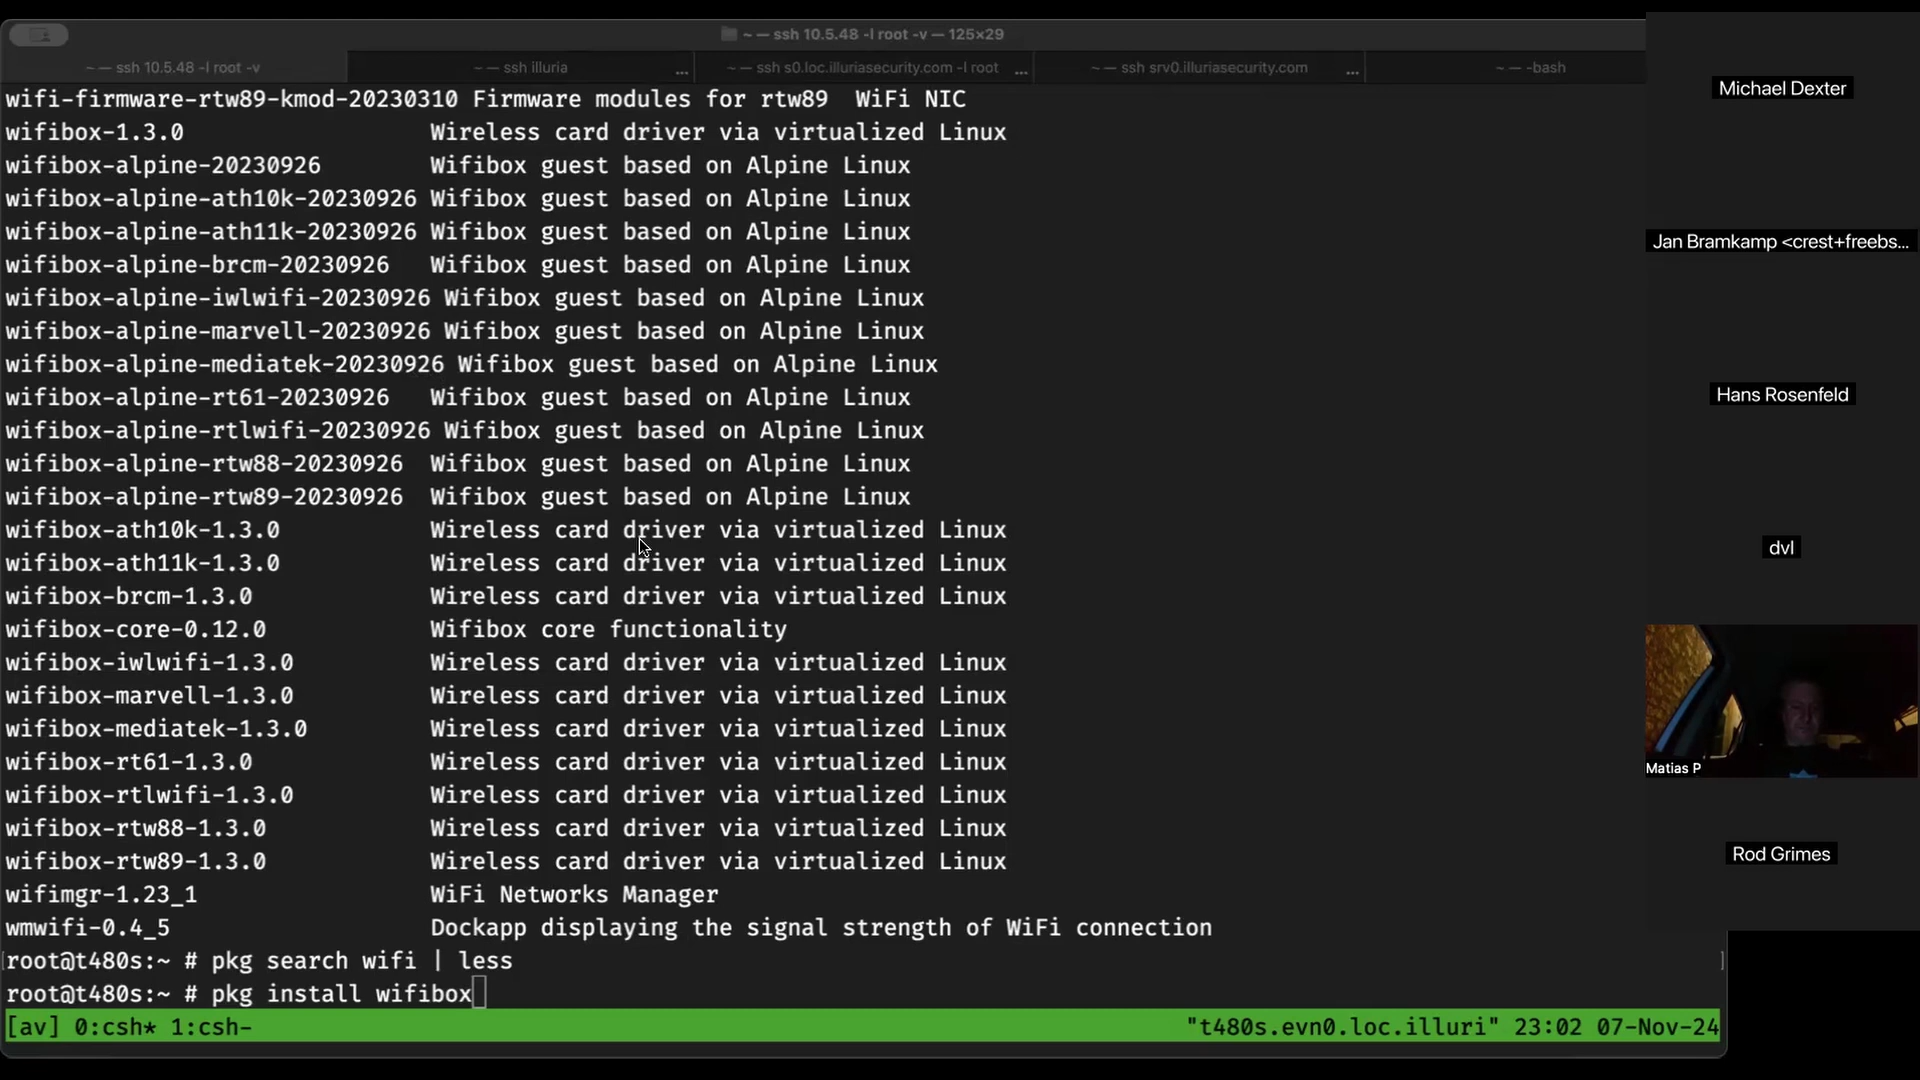 ~ — ssh 10.5.48 -l root -v — 125×29
~ — ssh 10.5.48 -l root -v
~ — ssh illuria ...
~ — ssh s0.loc.illuriasecurity.com -l root ...
~ — ssh srv0.illuriasecurity.com ...
~ — -bash
wifi-firmware-rtw89-kmod-20230310 Firmware modules for rtw89  WiFi NIC
wifibox-1.3.0 Wireless card driver via virtualized Linux
wifibox-alpine-20230926 Wifibox guest based on Alpine Linux
wifibox-alpine-ath10k-20230926 Wifibox guest based on Alpine Linux
wifibox-alpine-ath11k-20230926 Wifibox guest based on Alpine Linux
wifibox-alpine-brcm-20230926 Wifibox guest based on Alpine Linux
wifibox-alpine-iwlwifi-20230926 Wifibox guest based on Alpine Linux
wifibox-alpine-marvell-20230926 Wifibox guest based on Alpine Linux
wifibox-alpine-mediatek-20230926 Wifibox guest based on Alpine Linux
wifibox-alpine-rt61-20230926 Wifibox guest based on Alpine Linux
wifibox-alpine-rtlwifi-20230926 Wifibox guest based on Alpine Linux
wifibox-alpine-rtw88-20230926 Wifibox guest based on Alpine Linux
wifibox-alpine-rtw89-20230926 Wifibox guest based on Alpine Linux
wifibox-ath10k-1.3.0 Wireless card driver via virtualized Linux
wifibox-ath11k-1.3.0 Wireless card driver via virtualized Linux
wifibox-brcm-1.3.0 Wireless card driver via virtualized Linux
wifibox-core-0.12.0 Wifibox core functionality
wifibox-iwlwifi-1.3.0 Wireless card driver via virtualized Linux
wifibox-marvell-1.3.0 Wireless card driver via virtualized Linux
wifibox-mediatek-1.3.0 Wireless card driver via virtualized Linux
wifibox-rt61-1.3.0 Wireless card driver via virtualized Linux
wifibox-rtlwifi-1.3.0 Wireless card driver via virtualized Linux
wifibox-rtw88-1.3.0 Wireless card driver via virtualized Linux
wifibox-rtw89-1.3.0 Wireless card driver via virtualized Linux
wifimgr-1.23_1 WiFi Networks Manager
wmwifi-0.4_5 Dockapp displaying the signal strength of WiFi connection
[root@t480s:~ # pkg search wifi | less ]
root@t480s:~ # pkg install wifibox
[av] 0:csh* 1:csh- "t480s.evn0.loc.illuri" 23:02 07-Nov-24
Michael Dexter
Jan Bramkamp <crest+freebs...
Hans Rosenfeld
dvl
Matias P
Rod Grimes